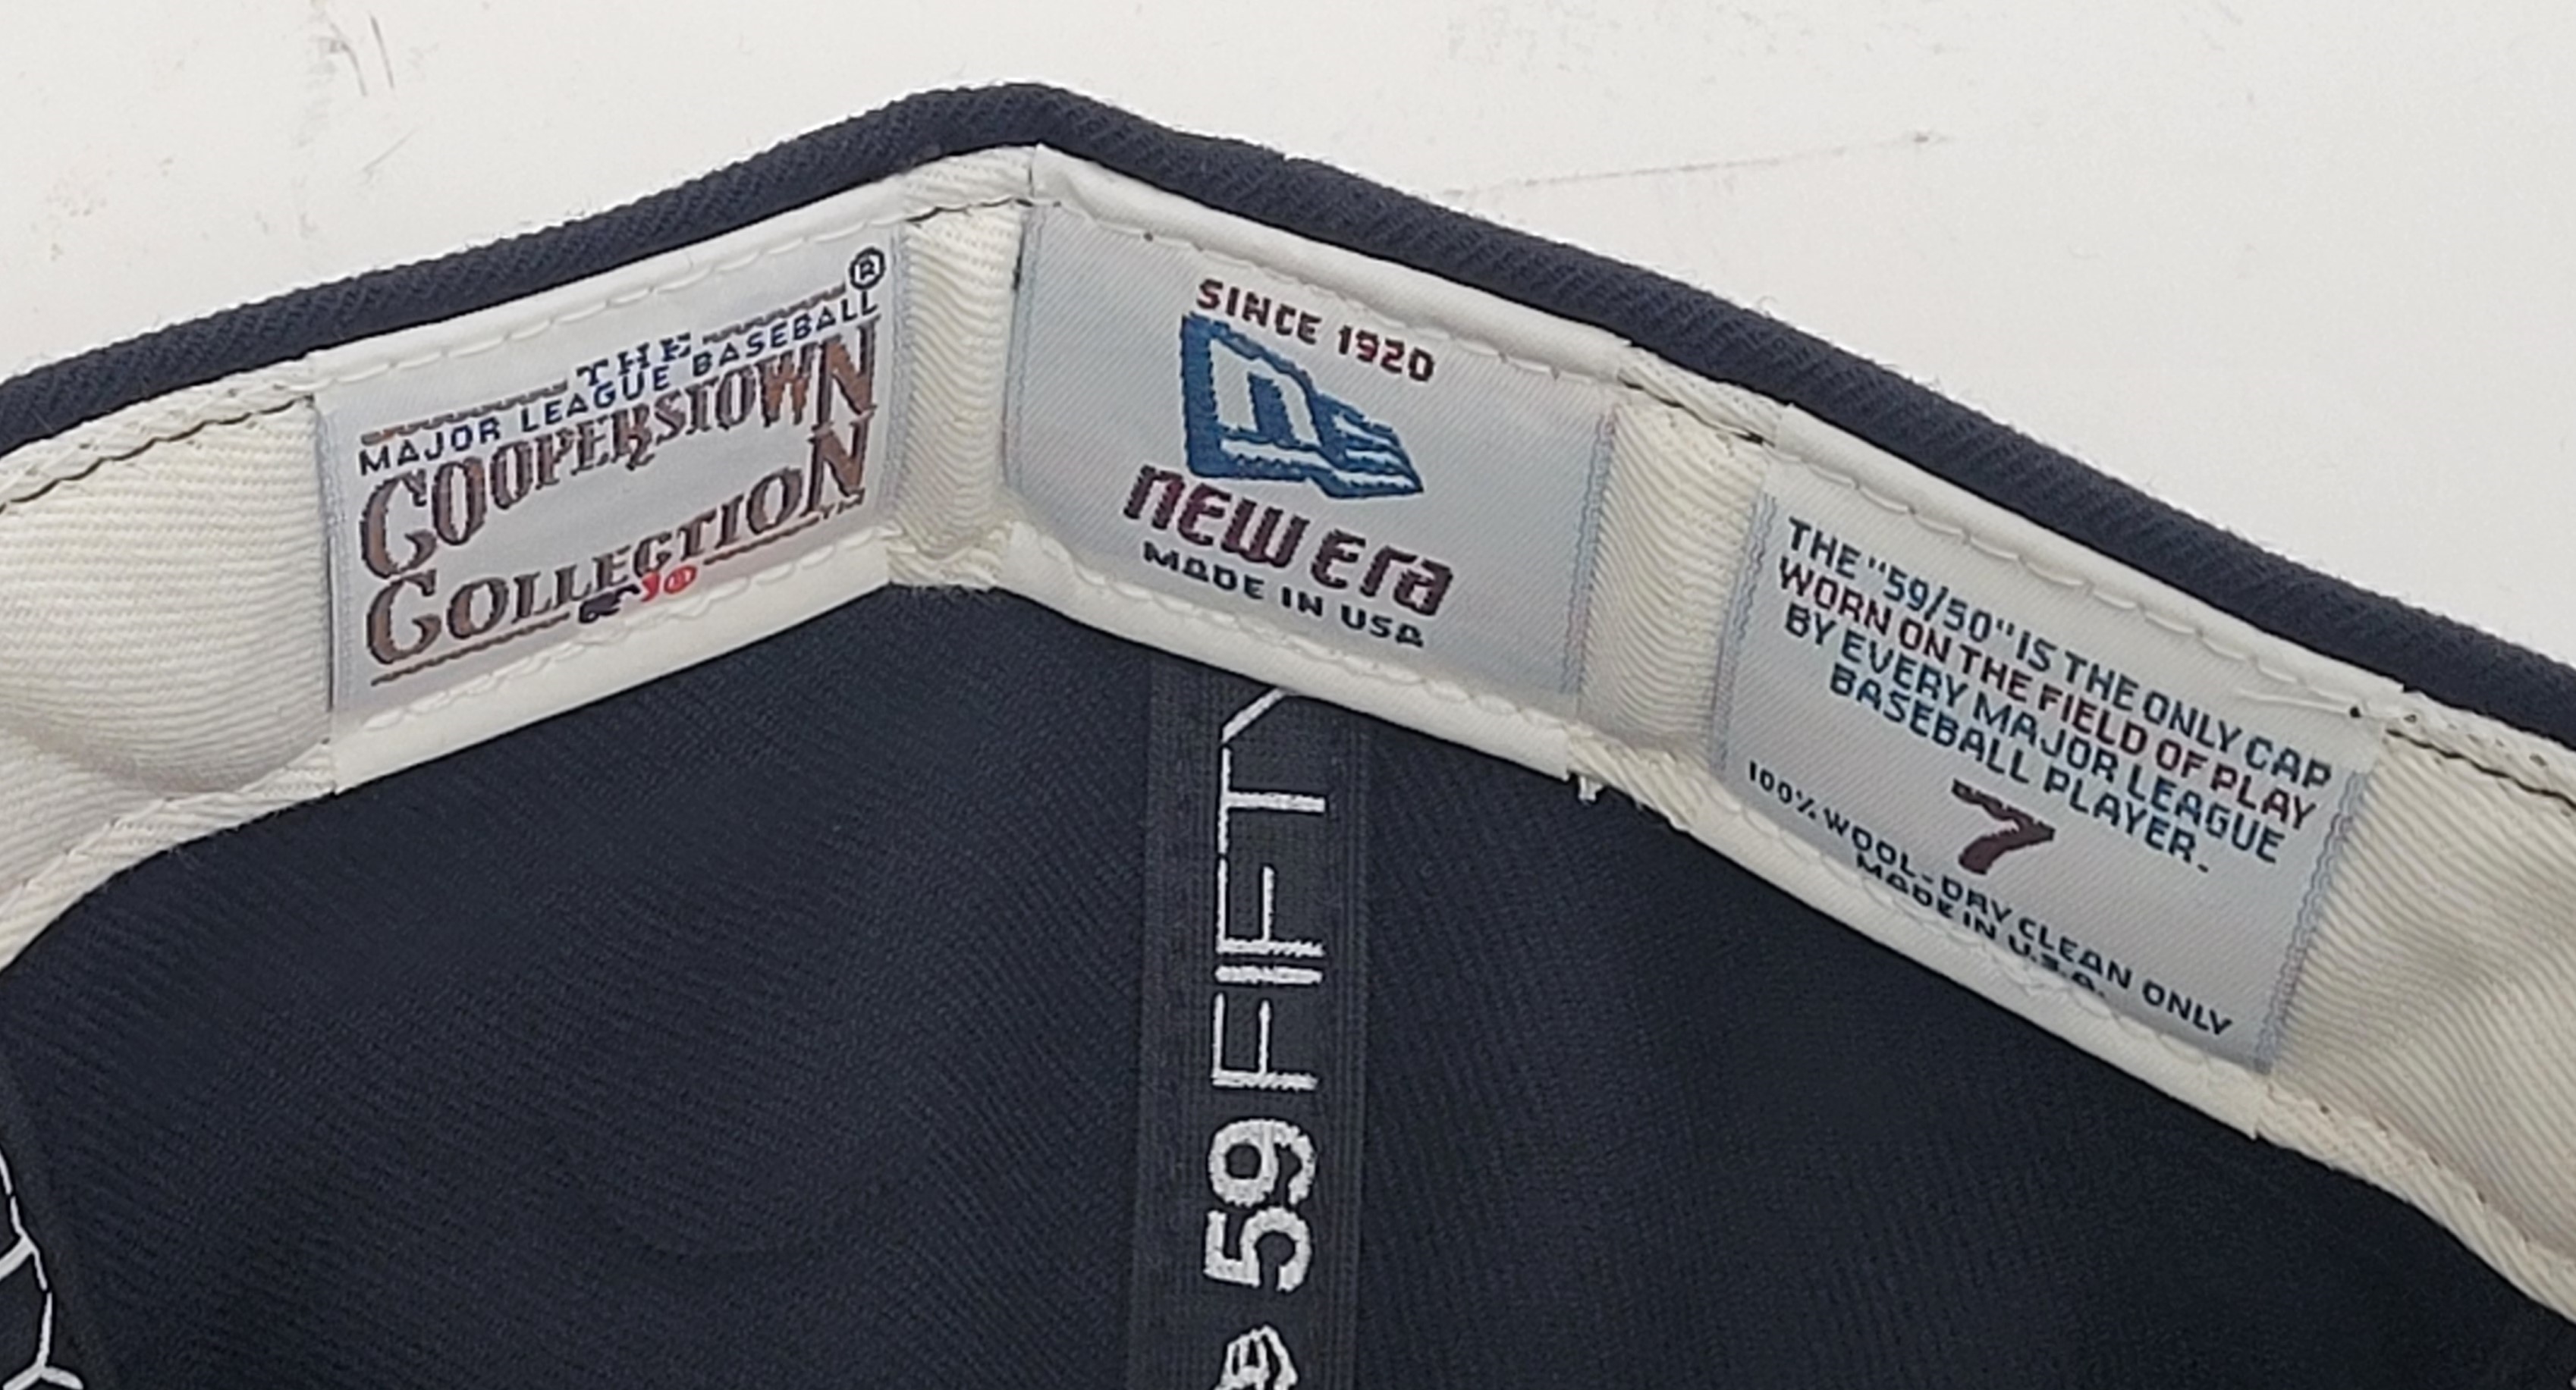 THE
MAJOR LEAGUE BASEBALL ®
COOPERSTOWN
COLLECTION
™
SINCE 1920
NE
NEW ERA
MADE IN USA
THE "59/50" IS THE ONLY CAP
WORN ON THE FIELD OF PLAY
BY EVERY MAJOR LEAGUE
BASEBALL PLAYER.
7
100% WOOL-DRY CLEAN ONLY
MADE IN U.S.A.
59FIFTY